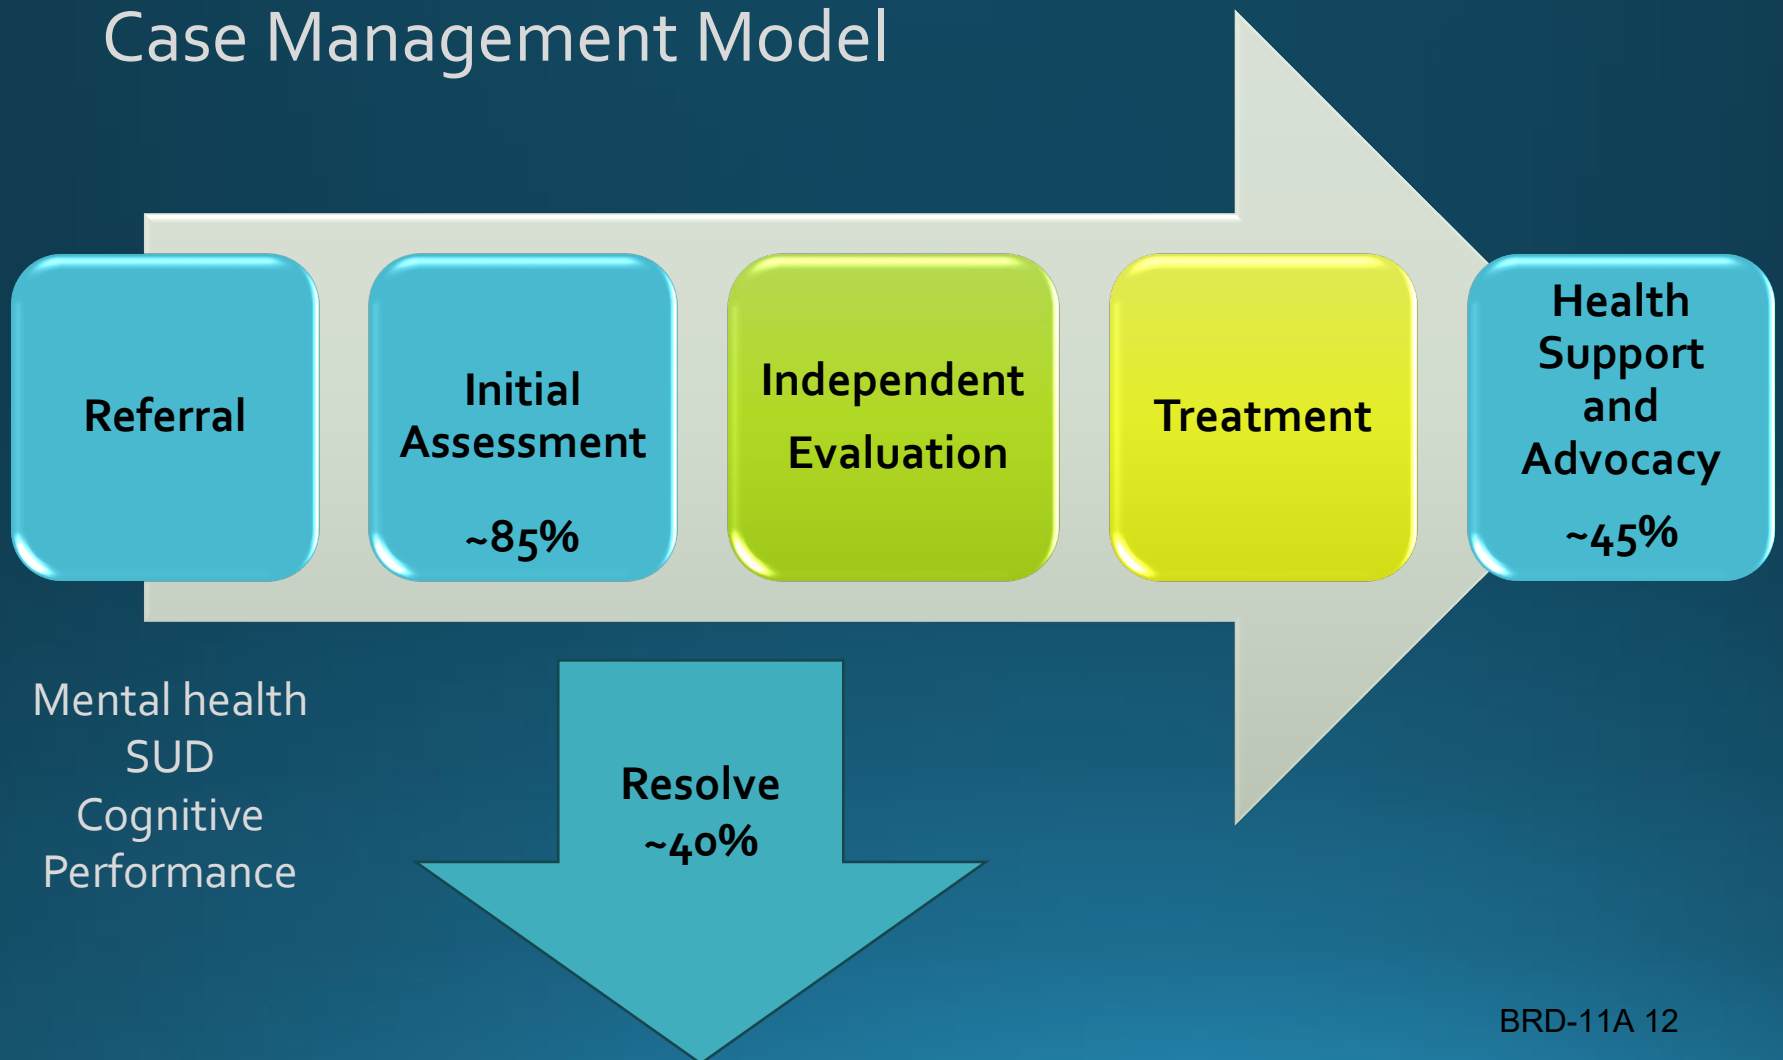 Case Management Model
Referral
Initial
Assessment
~85%
Independent
Evaluation
Treatment
Health
Support
and
Advocacy
~45%
Mental health
SUD
Cognitive
Performance
Resolve
~40%
BRD-11A 12